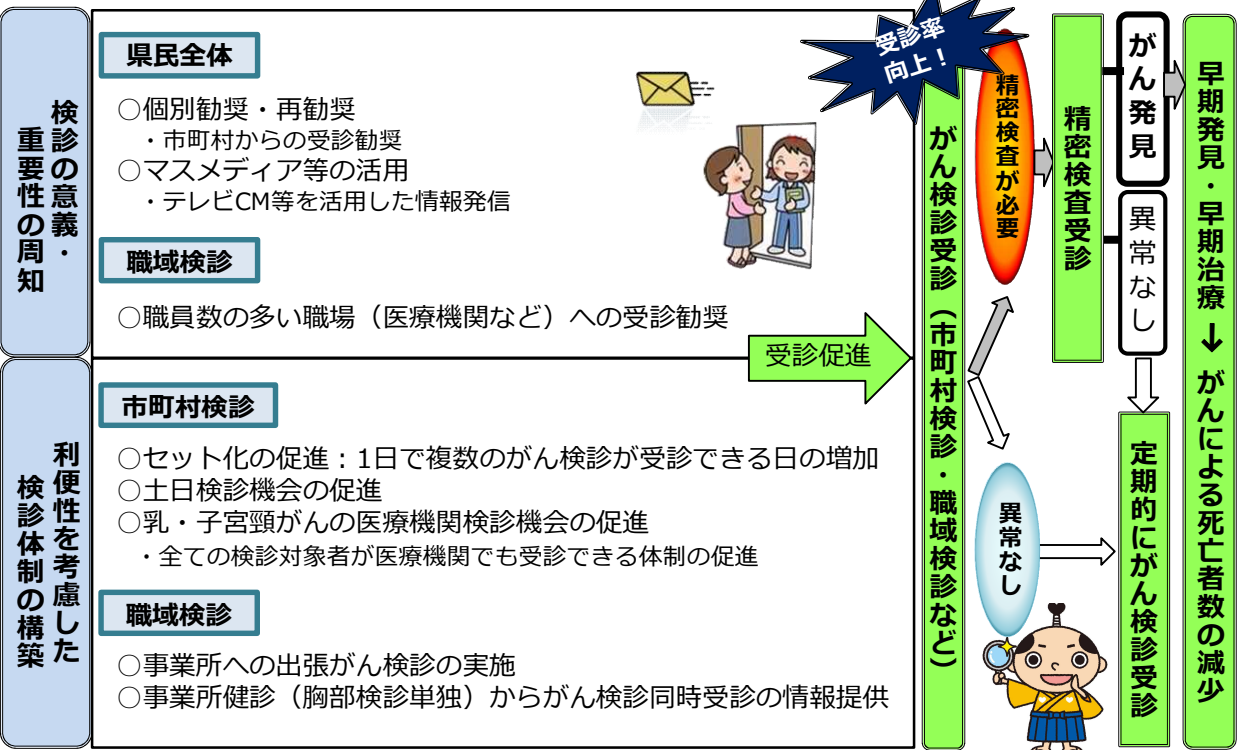 検診の意義・
重要性の周知
県民全体
○個別勧奨・再勧奨
・市町村からの受診勧奨
○マスメディア等の活用
・テレビCM等を活用した情報発信
職域検診
○職員数の多い職場（医療機関など）への受診勧奨
利便性を考慮した
検診体制の構築
市町村検診
○セット化の促進：1日で複数のがん検診が受診できる日の増加
○土日検診機会の促進
○乳・子宮頸がんの医療機関検診機会の促進
・全ての検診対象者が医療機関でも受診できる体制の促進
職域検診
○事業所への出張がん検診の実施
○事業所健診（胸部検診単独）からがん検診同時受診の情報提供
受診促進
受診率
向上！
がん検診受診（市町村検診・職域検診など）
精密検査が必要
異常なし
精密検査受診
がん発見
異常なし
定期的にがん検診受診
早期発見・早期治療↓がんによる死亡者数の減少